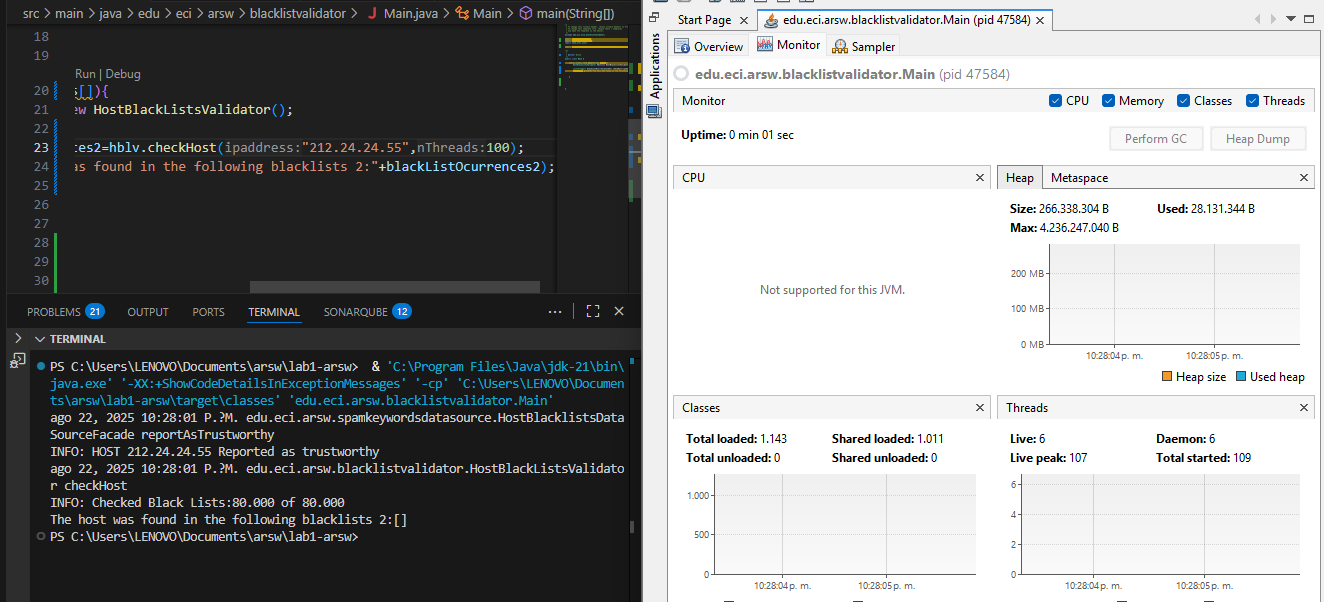 src > main > java > edu > eci > arsw > blacklistvalidator > J Main.java > Main > main(String[])
18
19
Run | Debug
20 s[]){
21 ew HostBlackListsValidator();
22
23 ces2=hblv.checkHost(ipaddress:"212.24.24.55",nThreads:100);
24 as found in the following blacklists 2:"+blackListOcurrences2);
25
26
27
28
29
30
PROBLEMS 21 OUTPUT PORTS TERMINAL SONARQUBE 12
TERMINAL
PS C:\Users\LENOVO\Documents\arsw\lab1-arsw> & 'C:\Program Files\Java\jdk-21\bin\
java.exe' '-XX:+ShowCodeDetailsInExceptionMessages' '-cp' 'C:\Users\LENOVO\Documen
ts\arsw\lab1-arsw\target\classes' 'edu.eci.arsw.blacklistvalidator.Main'
ago 22, 2025 10:28:01 P.?M. edu.eci.arsw.spamkeywordsdatasource.HostBlacklistsData
SourceFacade reportAsTrustworthy
INFO: HOST 212.24.24.55 Reported as trustworthy
ago 22, 2025 10:28:01 P.?M. edu.eci.arsw.blacklistvalidator.HostBlackListsValidato
r checkHost
INFO: Checked Black Lists:80.000 of 80.000
The host was found in the following blacklists 2:[]
PS C:\Users\LENOVO\Documents\arsw\lab1-arsw>
Applications
Start Page edu.eci.arsw.blacklistvalidator.Main (pid 47584)
Overview Monitor Sampler
edu.eci.arsw.blacklistvalidator.Main (pid 47584)
Monitor CPU Memory Classes Threads
Uptime: 0 min 01 sec
Perform GC Heap Dump
CPU
Not supported for this JVM.
Heap Metaspace
Size: 266.338.304 B Used: 28.131.344 B
Max: 4.236.247.040 B
200 MB
100 MB
0 MB
10:28:04 p. m. 10:28:05 p. m.
Heap size Used heap
Classes
Total loaded: 1.143 Shared loaded: 1.011
Total unloaded: 0 Shared unloaded: 0
1.000
500
0
10:28:04 p. m. 10:28:05 p. m.
Threads
Live: 6 Daemon: 6
Live peak: 107 Total started: 109
6
4
2
0
10:28:04 p. m. 10:28:05 p. m.